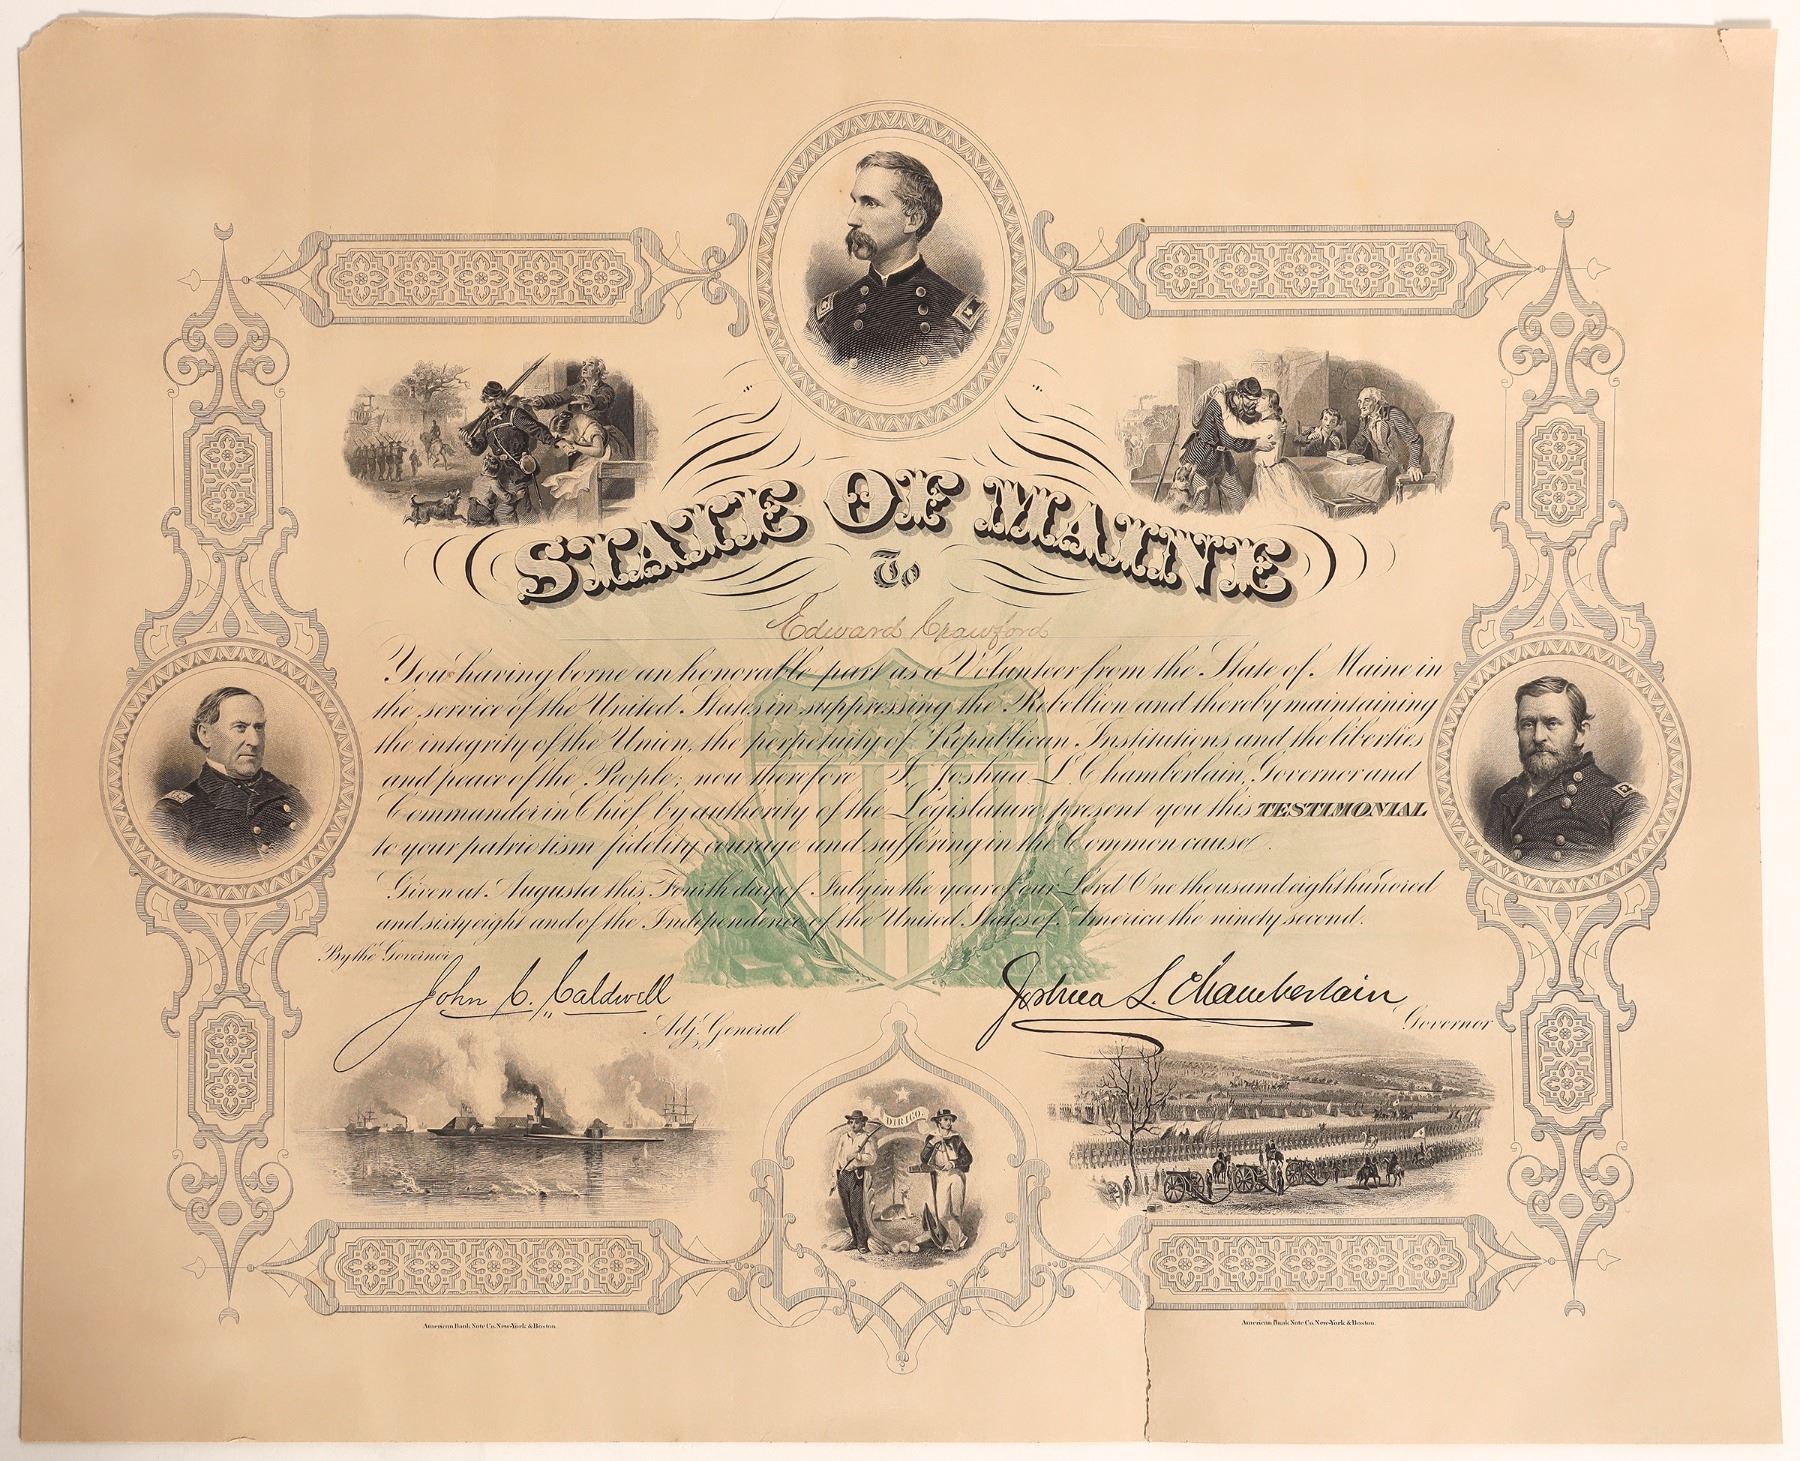 STATE OF MAINE
To
Edward Crawford
You having borne an honorable part as a Volunteer from the State of Maine in
the service of the United States in suppressing the Rebellion and thereby maintaining
the integrity of the Union, the perpetuity of Republican Institutions and the liberties
and peace of the People; now therefore I, Joshua L. Chamberlain, Governor and
Commander in Chief by authority of the Legislature, present you this TESTIMONIAL
to your patriotism fidelity courage and suffering in the Common cause.
Given at Augusta this Fourth day of July in the year of our Lord One thousand eight hundred
and sixty eight and of the Independence of the United States of America the ninety second.
By the Governor
John C. Caldwell
Adj. General
Joshua L. Chamberlain
Governor
DIRIGO.
American Bank Note Co. New-York & Boston.
American Bank Note Co. New-York & Boston.